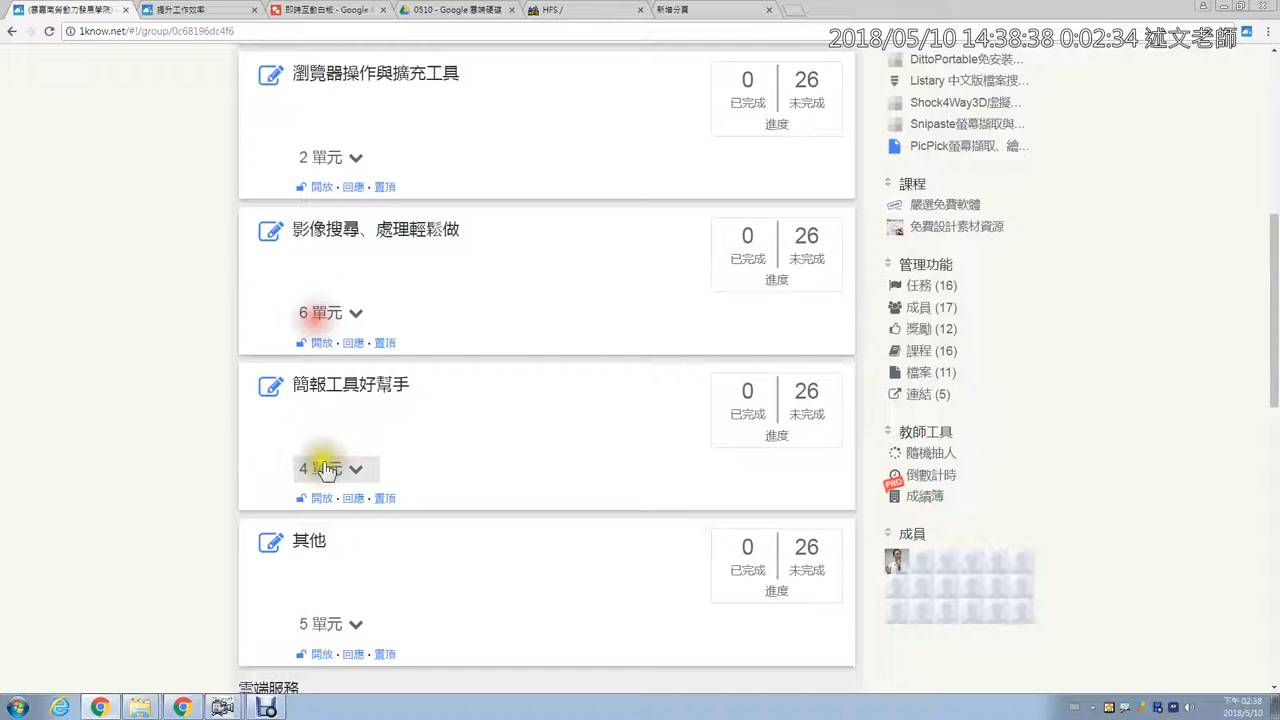 (雲嘉南勞動力發展學院)
提升工作效率
即時互動白板 - Google
0510 - Google 雲端硬碟
HFS /
新增分頁
1know.net/#!/group/0c68196dc4f6
2018/05/10 14:38:38 0:02:34 述文老師
瀏覽器操作與擴充工具
0 26
已完成 未完成
進度
2 單元
開放・回應・置頂
影像搜尋、處理輕鬆做
0 26
已完成 未完成
進度
6 單元
開放・回應・置頂
簡報工具好幫手
0 26
已完成 未完成
進度
4 單元
開放・回應・置頂
其他
0 26
已完成 未完成
進度
5 單元
開放・回應・置頂
雲端服務
DittoPortable免安裝...
Listary 中文版檔案搜...
Shock4Way3D虛擬...
Snipaste螢幕擷取與...
PicPick螢幕擷取、繪...
課程
嚴選免費軟體
免費設計素材資源
管理功能
任務 (16)
成員 (17)
獎勵 (12)
課程 (16)
檔案 (11)
連結 (5)
教師工具
隨機抽人
倒數計時
PRO
成績簿
成員
下午 02:38
2018/5/10